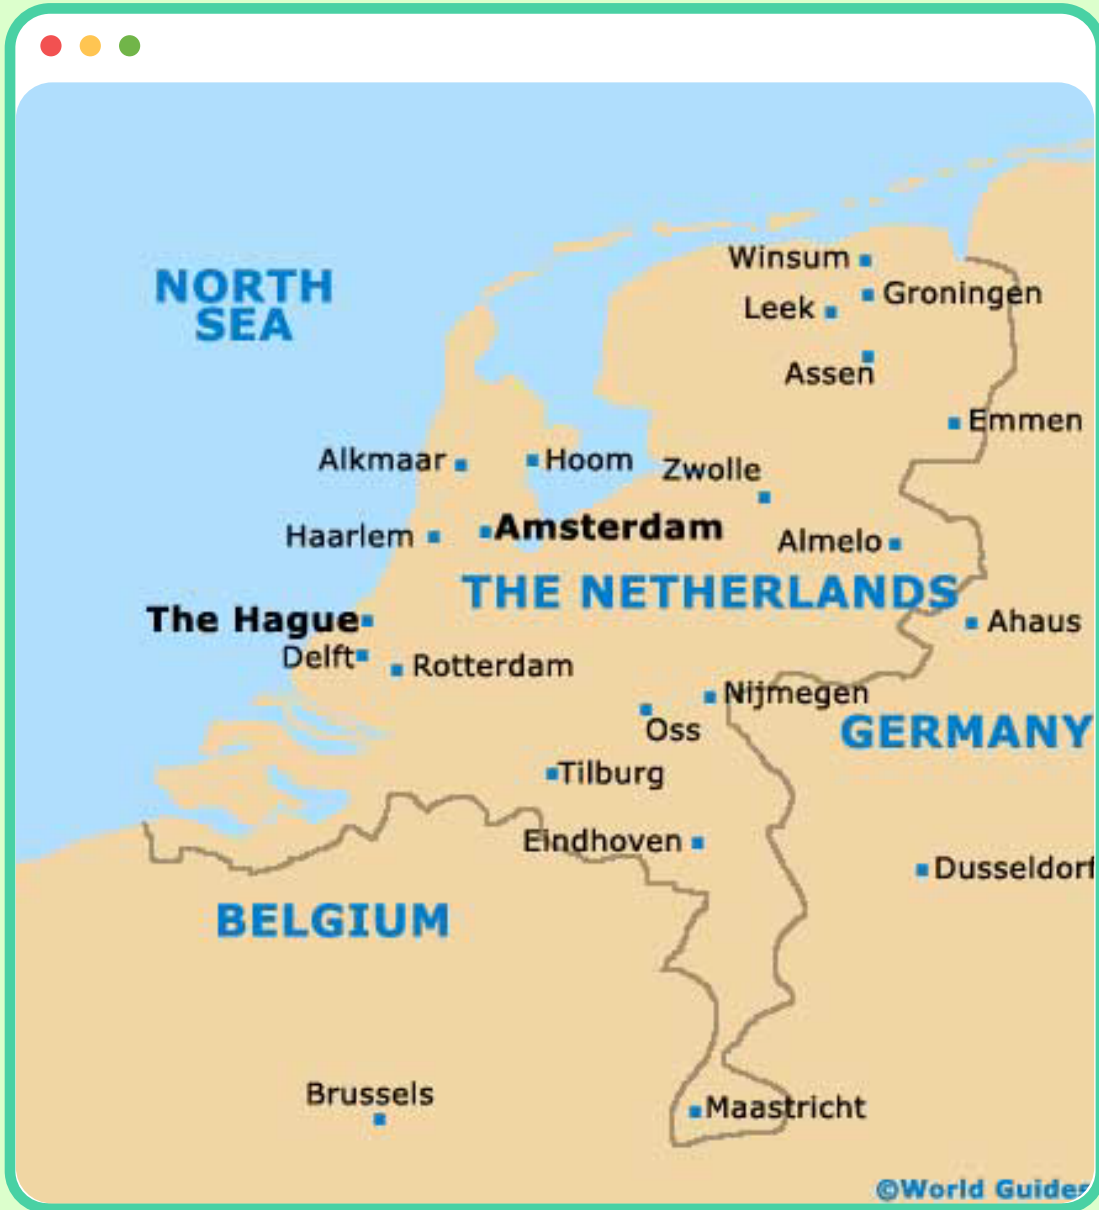 Winsum
NORTH
SEA
Groningen
Leek
Assen
Emmen
Alkmaar
Hoom
Zwolle
Amsterdam
Haarlem
Almelo
THE NETHERLANDS
The Hague
Ahaus
Delft
Rotterdam
Nijmegen
Oss
GERMANY
Tilburg
Eindhoven
Dusseldorf
BELGIUM
Brussels
Maastricht
©World Guides